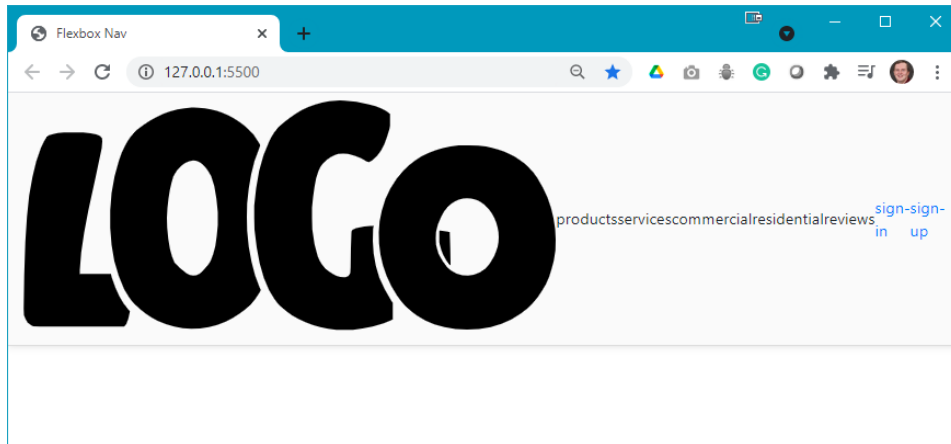 Flexbox Nav
127.0.0.1:5500
LOGO
productsservicescommercialresidentialreviews
sign-sign-
in up